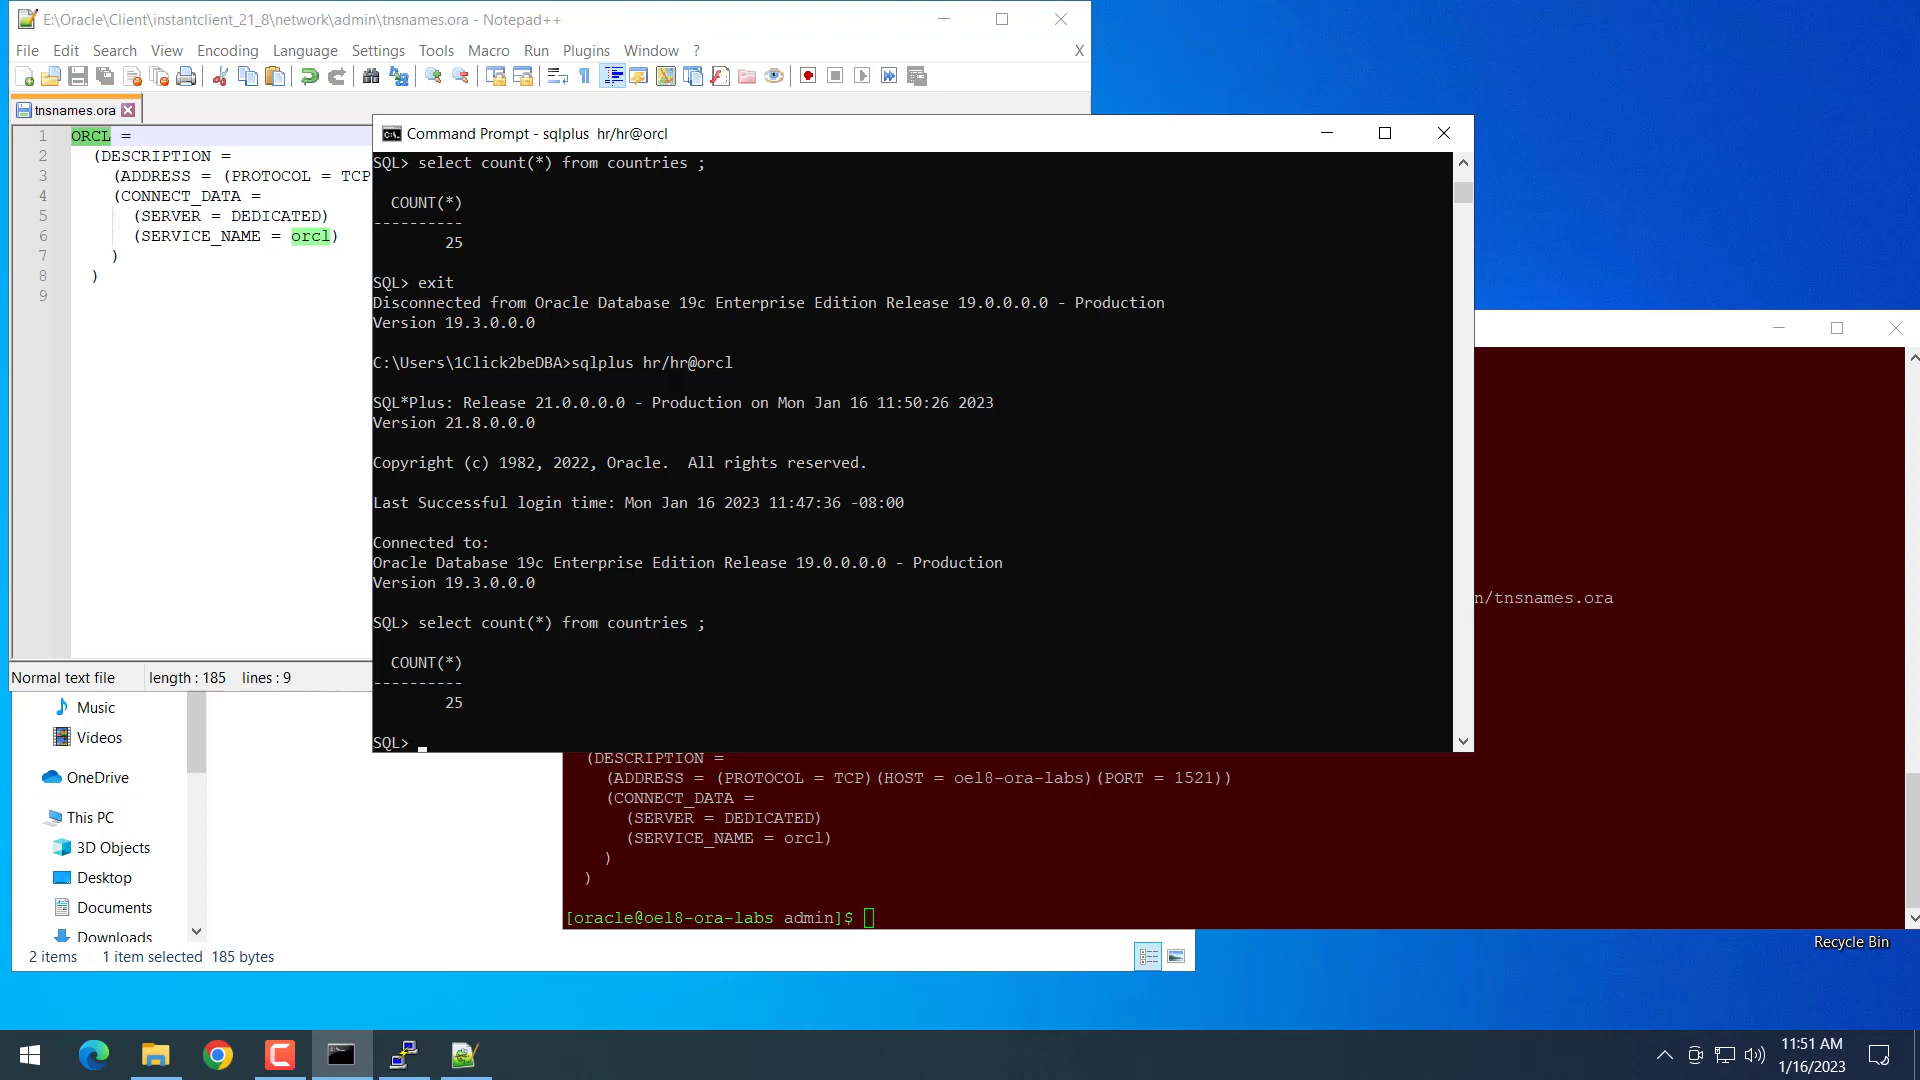 E:\Oracle\Client\instantclient_21_8\network\admin\tnsnames.ora - Notepad++
File Edit Search View Encoding Language Settings Tools Macro Run Plugins Window ? X
tnsnames.ora
1 ORCL =
2 (DESCRIPTION =
3 (ADDRESS = (PROTOCOL = TCP
4 (CONNECT_DATA =
5 (SERVER = DEDICATED)
6 (SERVICE_NAME = orcl)
7 )
8 )
9
Normal text file length : 185 lines : 9
Command Prompt - sqlplus hr/hr@orcl
SQL> select count(*) from countries ;
COUNT(*)
----------
25
SQL> exit
Disconnected from Oracle Database 19c Enterprise Edition Release 19.0.0.0.0 - Production
Version 19.3.0.0.0
C:\Users\1Click2beDBA>sqlplus hr/hr@orcl
SQL*Plus: Release 21.0.0.0.0 - Production on Mon Jan 16 11:50:26 2023
Version 21.8.0.0.0
Copyright (c) 1982, 2022, Oracle.  All rights reserved.
Last Successful login time: Mon Jan 16 2023 11:47:36 -08:00
Connected to:
Oracle Database 19c Enterprise Edition Release 19.0.0.0.0 - Production
Version 19.3.0.0.0
SQL> select count(*) from countries ;
COUNT(*)
----------
25
SQL>
n/tnsnames.ora
(DESCRIPTION =
(ADDRESS = (PROTOCOL = TCP)(HOST = oel8-ora-labs)(PORT = 1521))
(CONNECT_DATA =
(SERVER = DEDICATED)
(SERVICE_NAME = orcl)
)
)
[oracle@oel8-ora-labs admin]$
Music
Videos
OneDrive
This PC
3D Objects
Desktop
Documents
Downloads
2 items 1 item selected 185 bytes
Recycle Bin
11:51 AM
1/16/2023